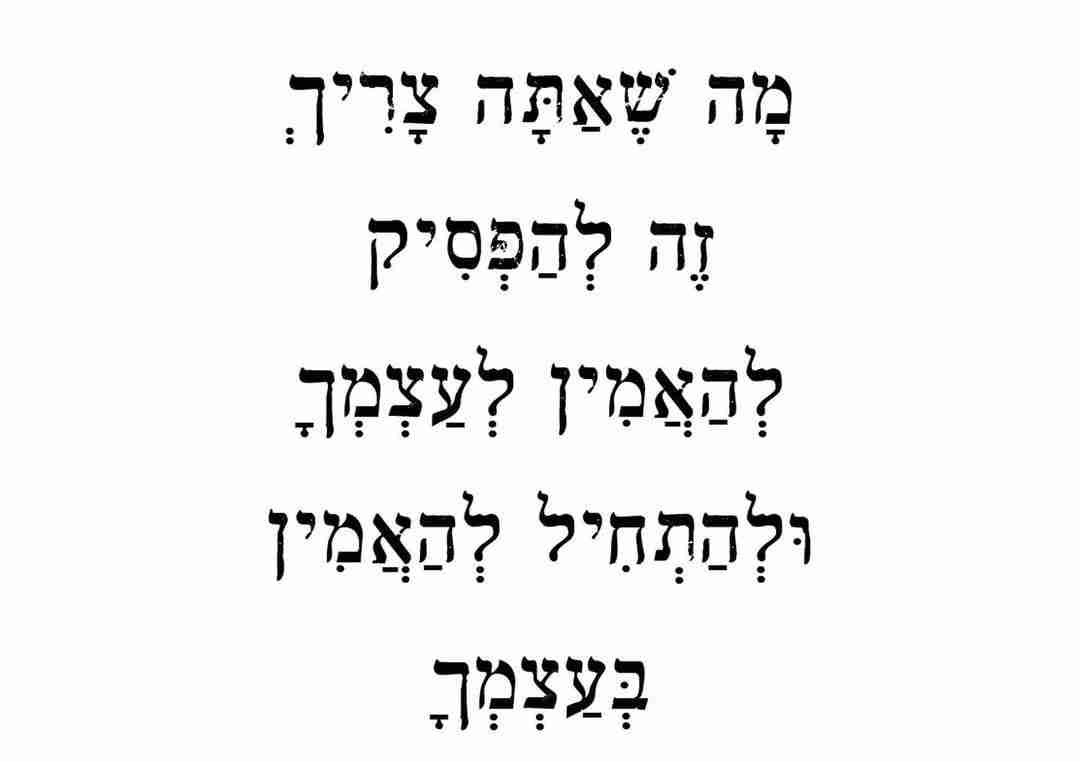 מָה שֶׁאַתָּה צָרִיךְ
זֶה לְהַפְּסִיק
לְהַאֲמִין לְעַצְמְךָ
וּלְהַתְחִיל לְהַאֲמִין
בְּעַצְמְךָ